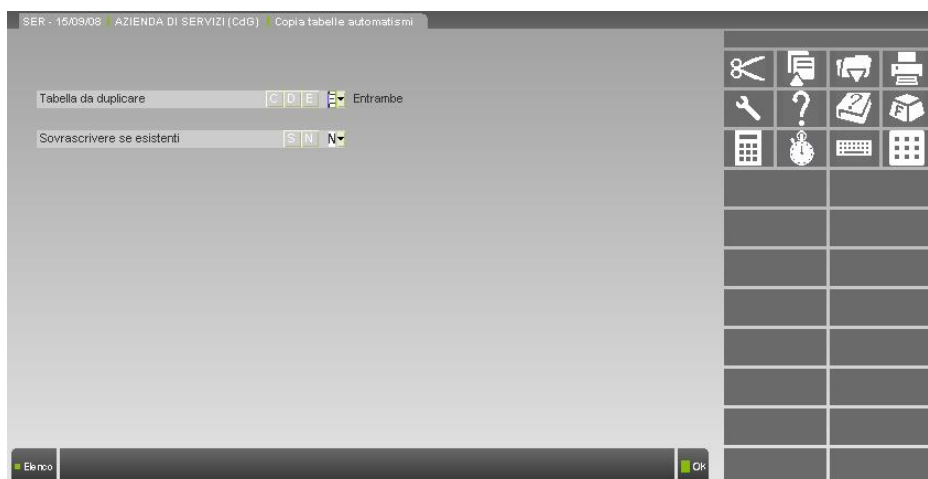 SER - 15/09/08 AZIENDA DI SERVIZI (CdG) Copia tabelle automatismi
Tabella da duplicare C D E E Entrambe
Sovrascrivere se esistenti S N N
Elenco Ok